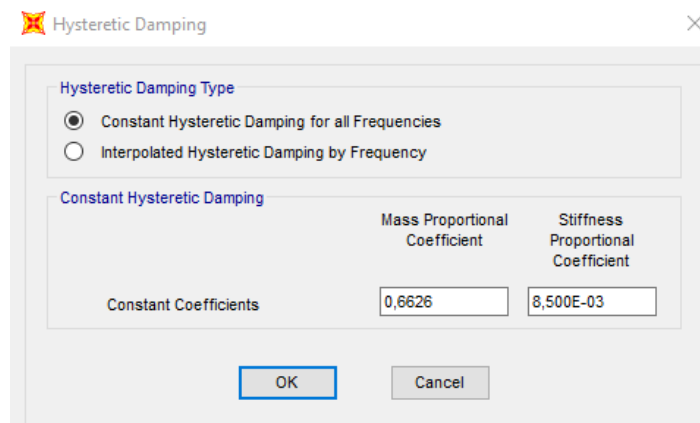 Hysteretic Damping
Hysteretic Damping Type
Constant Hysteretic Damping for all Frequencies
Interpolated Hysteretic Damping by Frequency
Constant Hysteretic Damping
Mass Proportional
Coefficient
Stiffness
Proportional
Coefficient
Constant Coefficients
0,6626
8,500E-03
OK
Cancel